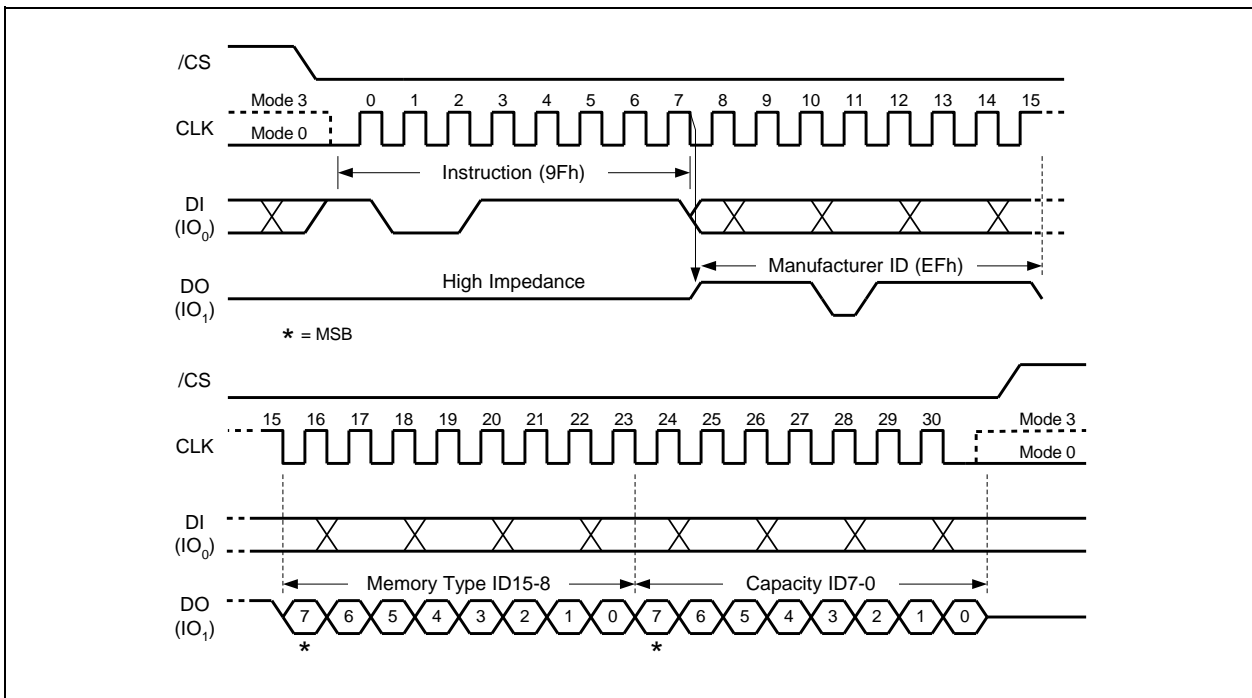 /CS
Mode 3 0 1 2 3 4 5 6 7 8 9 10 11 12 13 14 15
CLK
Mode 0
Instruction (9Fh)
DI
(IO0)
Manufacturer ID (EFh)
High Impedance
DO
(IO1)
* = MSB
/CS
15 16 17 18 19 20 21 22 23 24 25 26 27 28 29 30
Mode 3
CLK
Mode 0
DI
(IO0)
Memory Type ID15-8 Capacity ID7-0
DO
(IO1)
7 6 5 4 3 2 1 0 7 6 5 4 3 2 1 0
* *